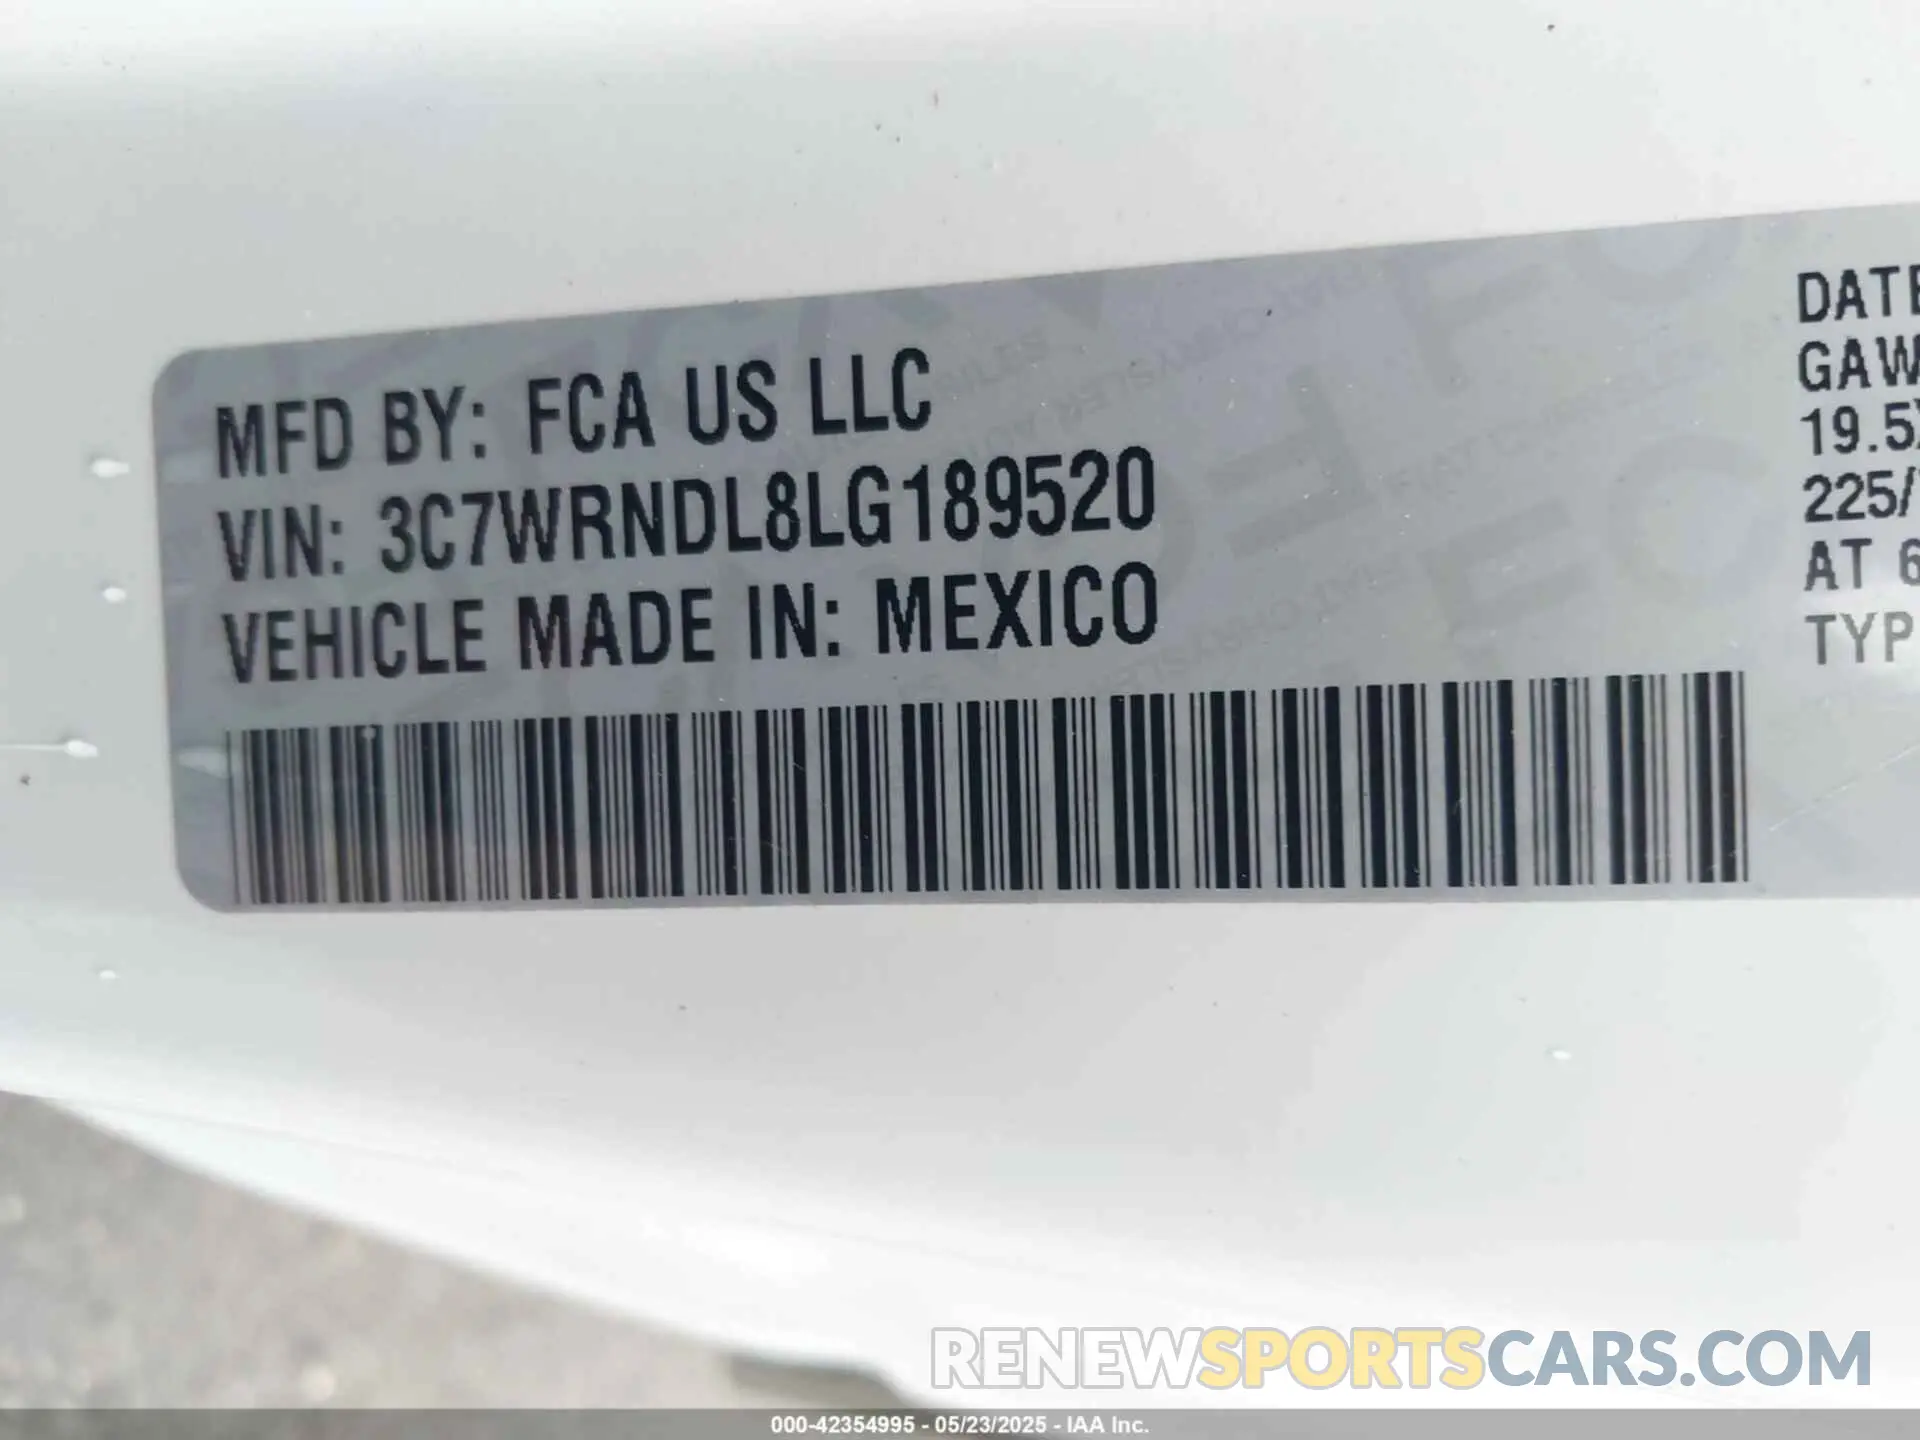 MFD BY: FCA US LLC
VIN: 3C7WRNDL8LG189520
VEHICLE MADE IN: MEXICO
DATE
GAW
19.5X
225/
AT 6
TYP
RENEWSPORTSCARS.COM
000-42354995 - 05/23/2025 - IAA Inc.